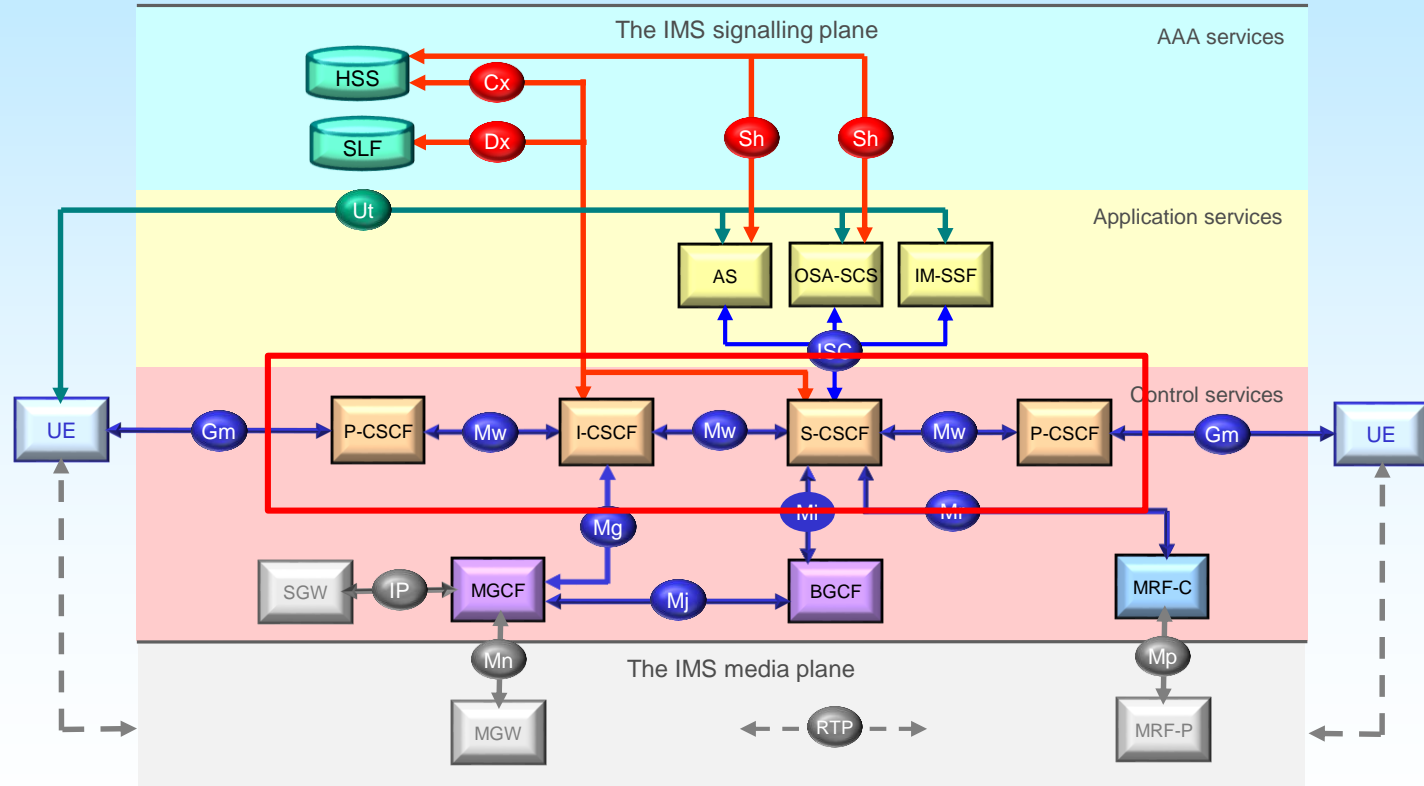 The IMS signalling plane
AAA services
HSS
Cx
SLF
Dx
Sh
Sh
Ut
Application services
AS
OSA-SCS
IM-SSF
ISC
Control services
UE
Gm
P-CSCF
Mw
I-CSCF
Mw
S-CSCF
Mw
P-CSCF
Gm
UE
Mg
Mi
Mr
SGW
IP
MGCF
Mj
BGCF
MRF-C
Mn
The IMS media plane
Mp
MGW
RTP
MRF-P